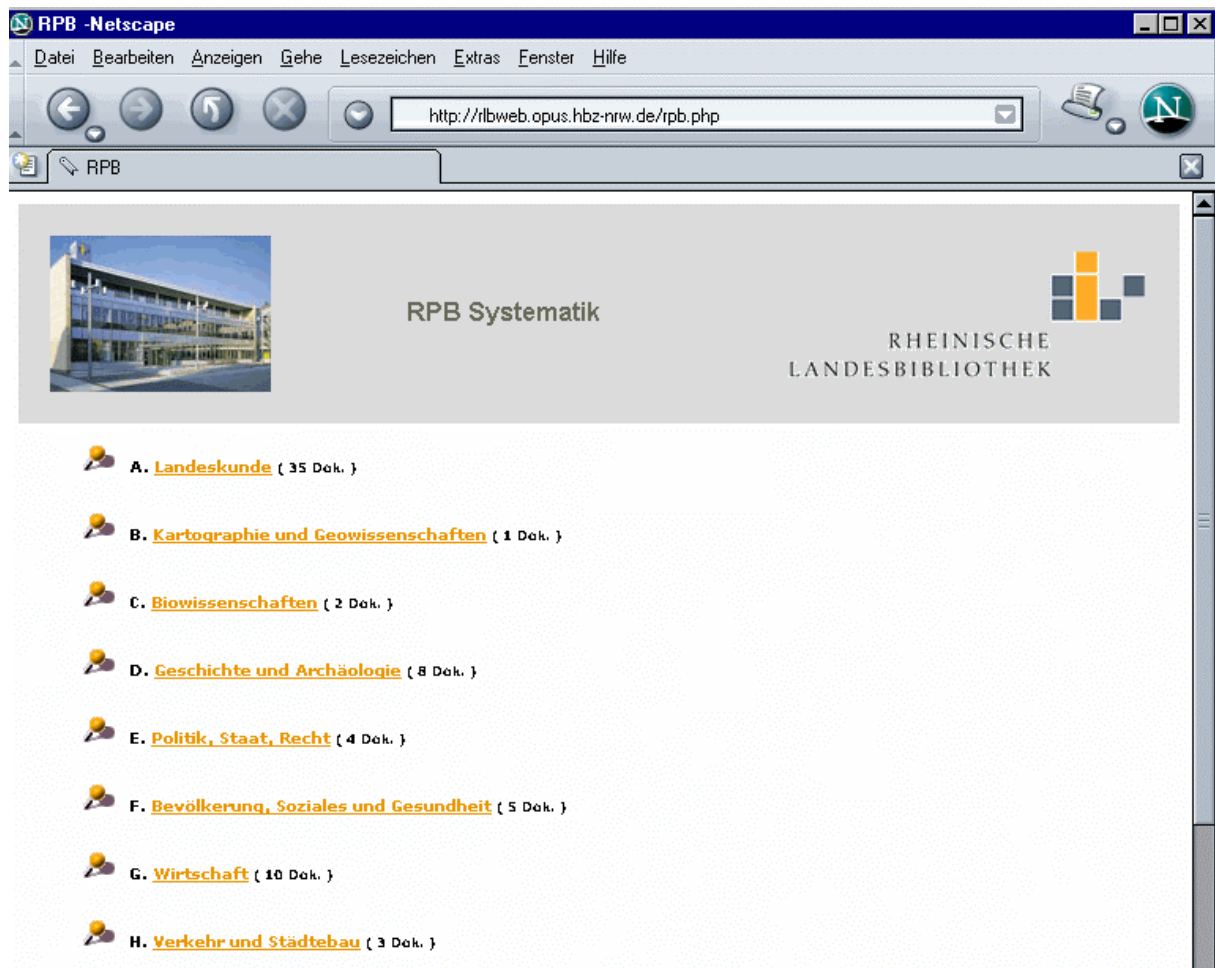 RPB -Netscape
Datei Bearbeiten Anzeigen Gehe Lesezeichen Extras Fenster Hilfe
http://rlbweb.opus.hbz-nrw.de/rpb.php
N
RPB
RPB Systematik
RHEINISCHE
LANDESBIBLIOTHEK
A. Landeskunde ( 35 Dok. )
B. Kartographie und Geowissenschaften ( 1 Dok. )
C. Biowissenschaften ( 2 Dok. )
D. Geschichte und Archäologie ( 8 Dok. )
E. Politik, Staat, Recht ( 4 Dok. )
F. Bevölkerung, Soziales und Gesundheit ( 5 Dok. )
G. Wirtschaft ( 10 Dok. )
H. Verkehr und Städtebau ( 3 Dok. )